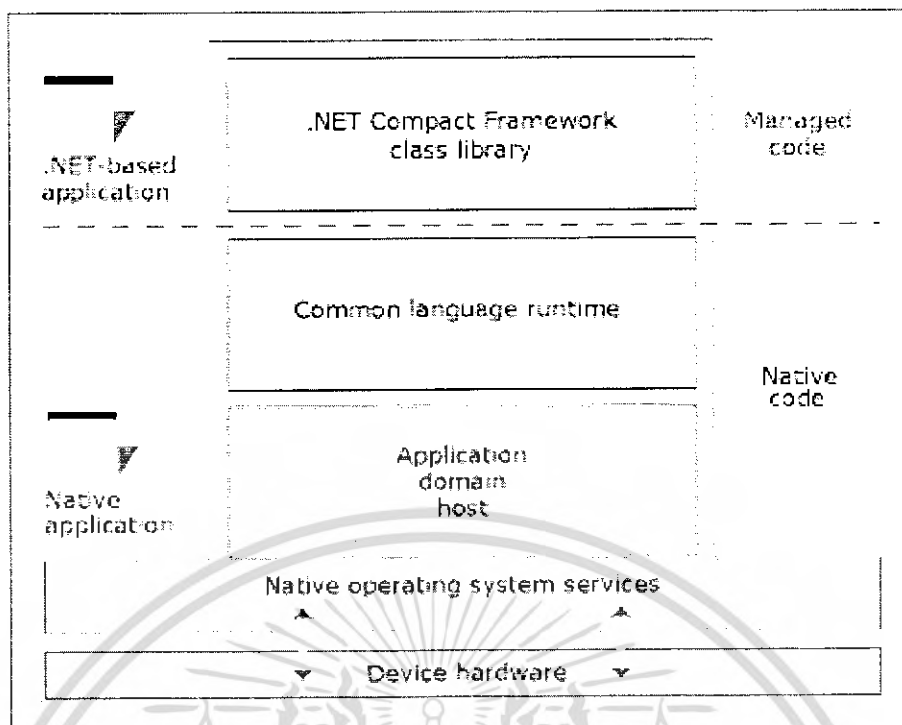 .NET Compact Framework
class library
Managed
code
.NET-based
application
Common language runtime
Native
code
Application
domain
host
Native
application
Native operating system services
Device hardware